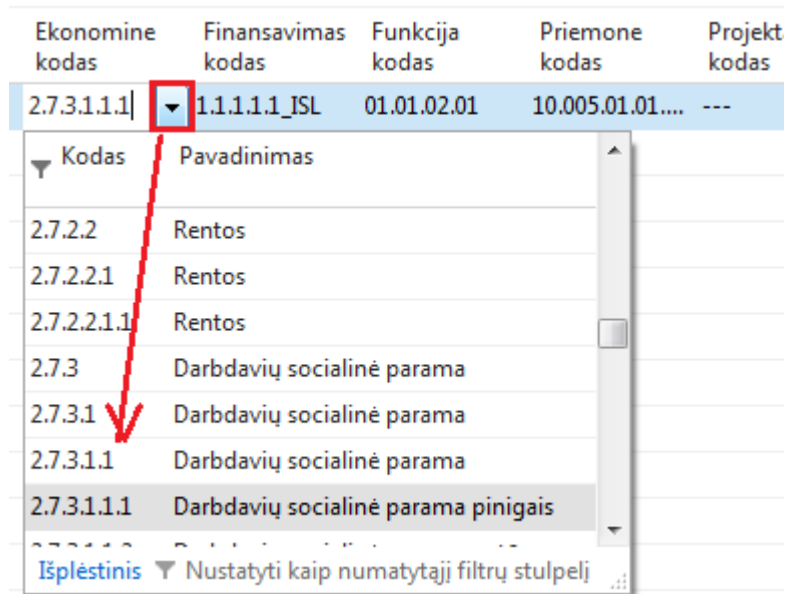 Ekonomine Finansavimas Funkcija Priemone Projekt
kodas kodas kodas kodas kodas
2.7.3.1.1.1 1.1.1.1.1_ISL 01.01.02.01 10.005.01.01.... ---
Kodas Pavadinimas
2.7.2.2 Rentos
2.7.2.2.1 Rentos
2.7.2.2.1.1 Rentos
2.7.3 Darbdavių socialinė parama
2.7.3.1 Darbdavių socialinė parama
2.7.3.1.1 Darbdavių socialinė parama
2.7.3.1.1.1 Darbdavių socialinė parama pinigais
Išplėstinis Nustatyti kaip numatytąjį filtrų stulpelį